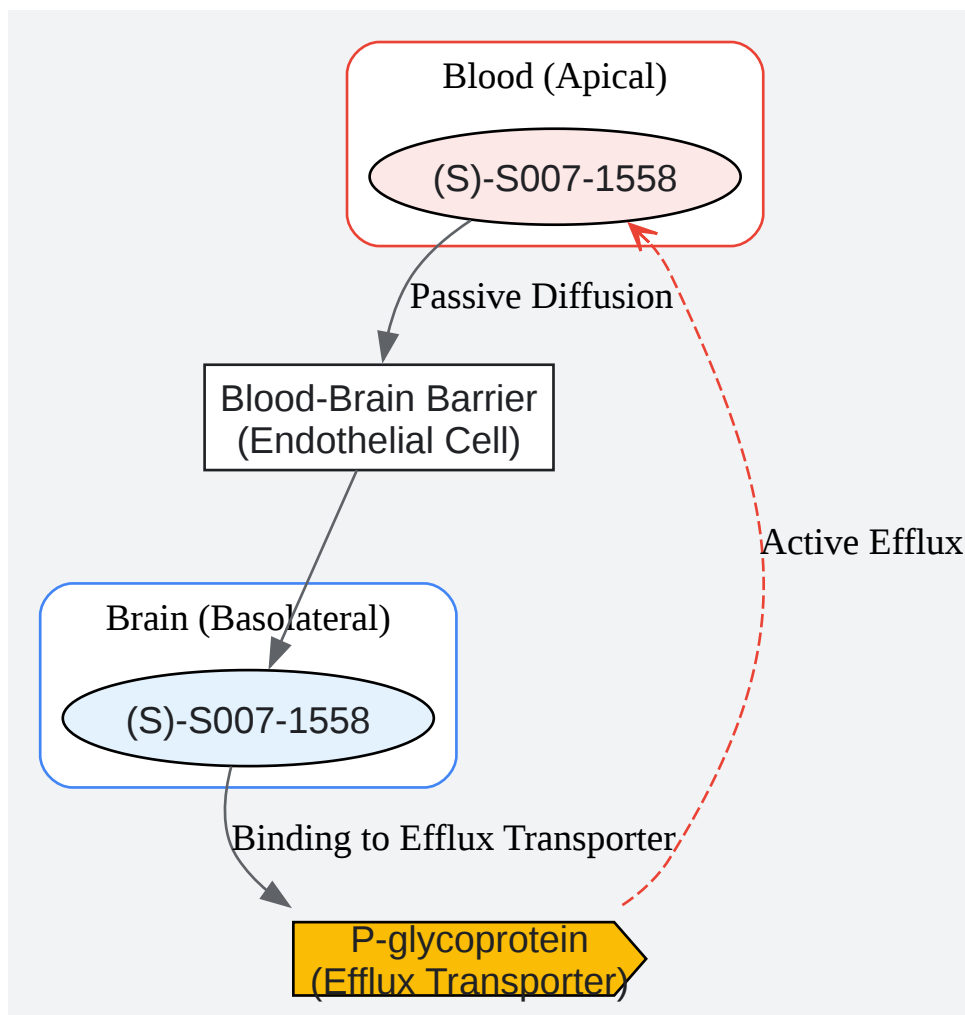 Blood (Apical)
(S)-S007-1558
Passive Diffusion
Blood-Brain Barrier
(Endothelial Cell)
Active Efflux
Brain (Basolateral)
(S)-S007-1558
Binding to Efflux Transporter
P-glycoprotein
(Efflux Transporter)